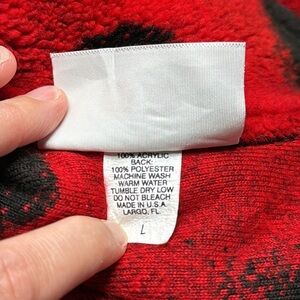 100% ACRYLIC
BACK:
100% POLYESTER
MACHINE WASH
WARM WATER
TUMBLE DRY LOW
DO NOT BLEACH
MADE IN U.S.A.
LARGO, FL
L